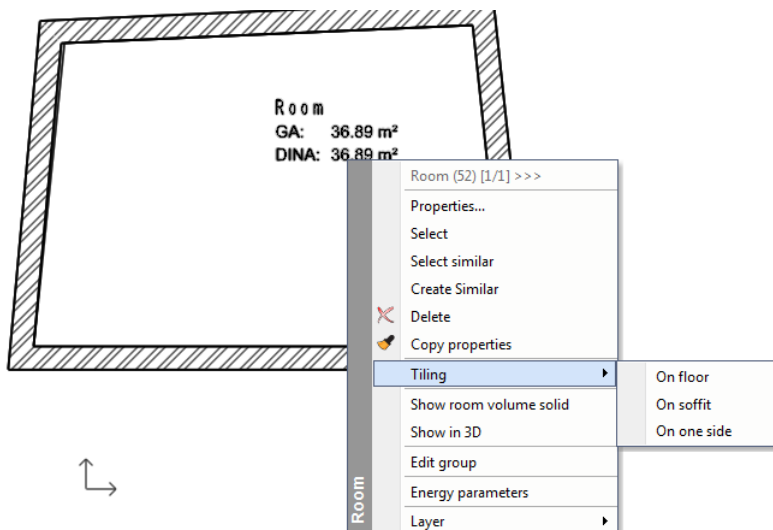 Room
GA: 36.89 m²
DINA: 36.89 m²
Room (52) [1/1] >>>
Properties...
Select
Select similar
Create Similar
Delete
Copy properties
Tiling
On floor
On soffit
On one side
Show room volume solid
Show in 3D
Edit group
Energy parameters
Layer
Room